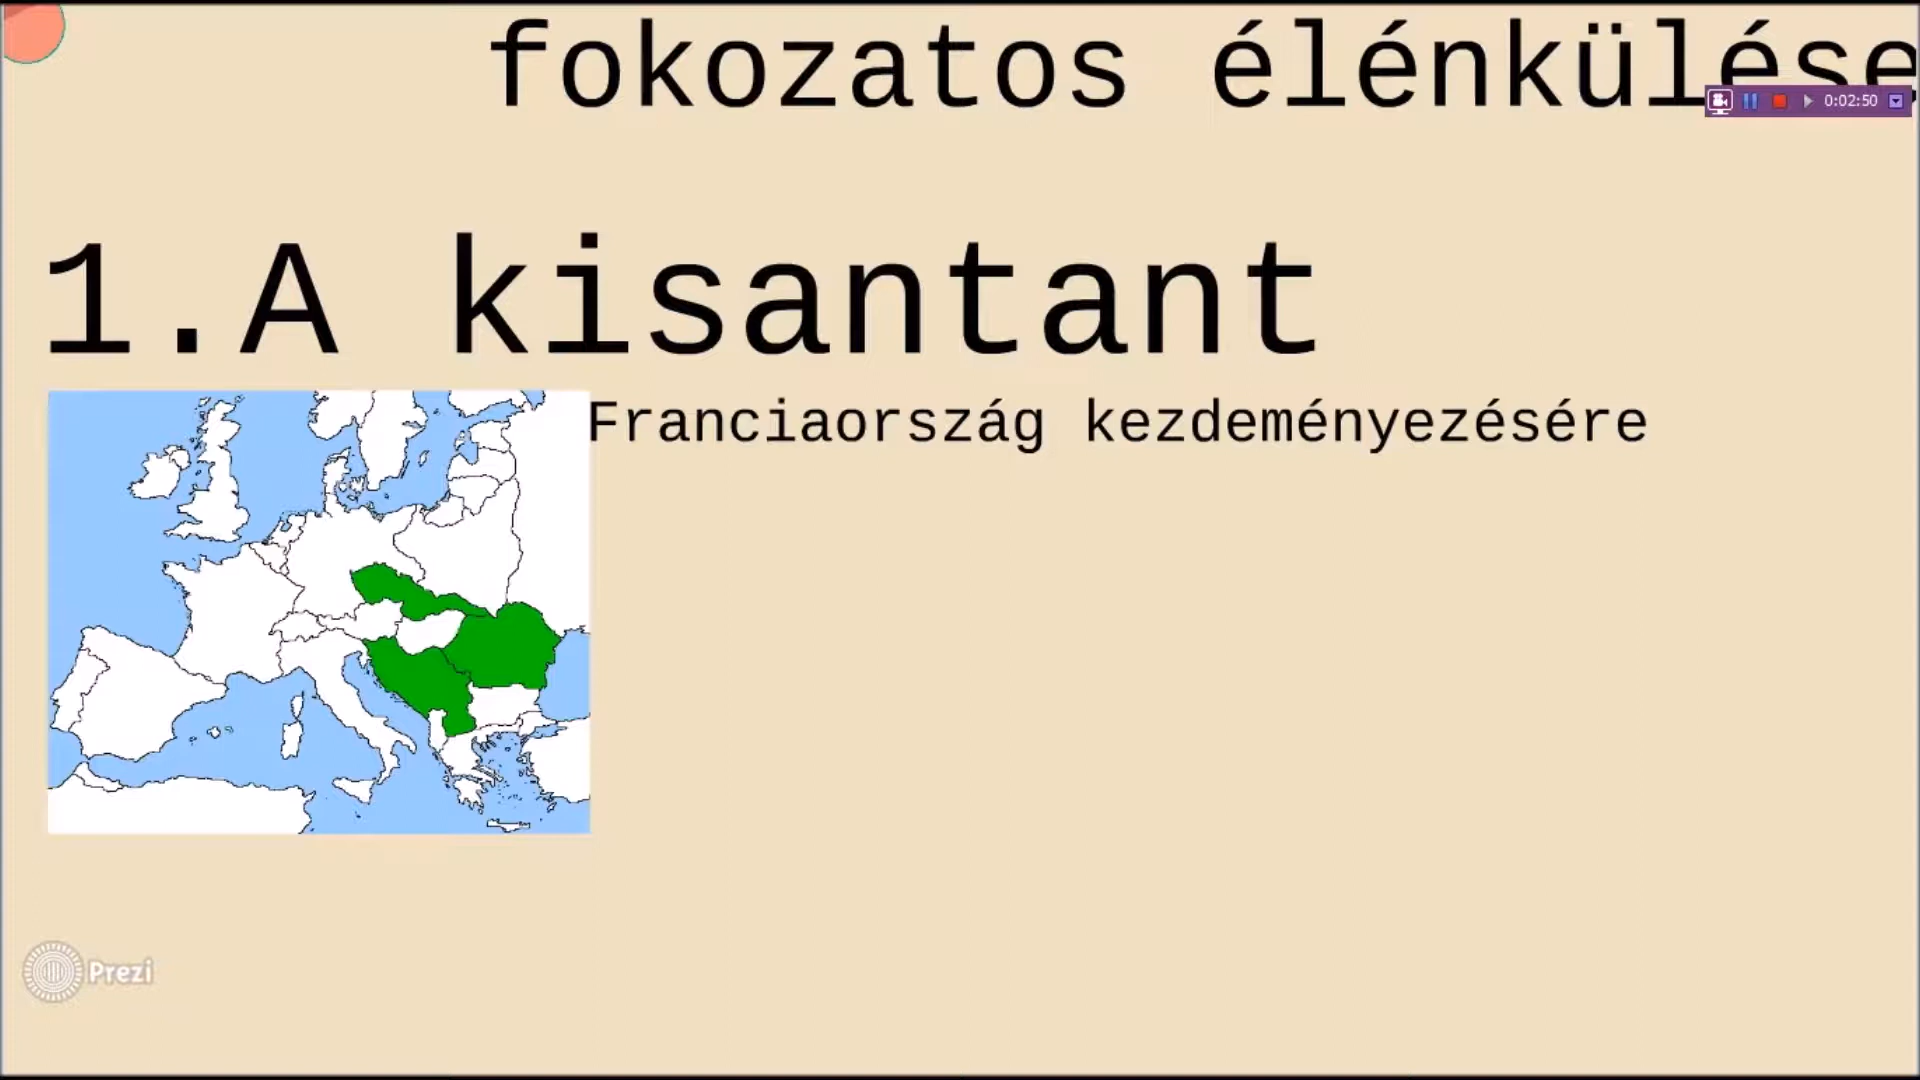 fokozatos élénkülése
0:02:50
1.A kisantant
Franciaország kezdeményezésére
Prezi